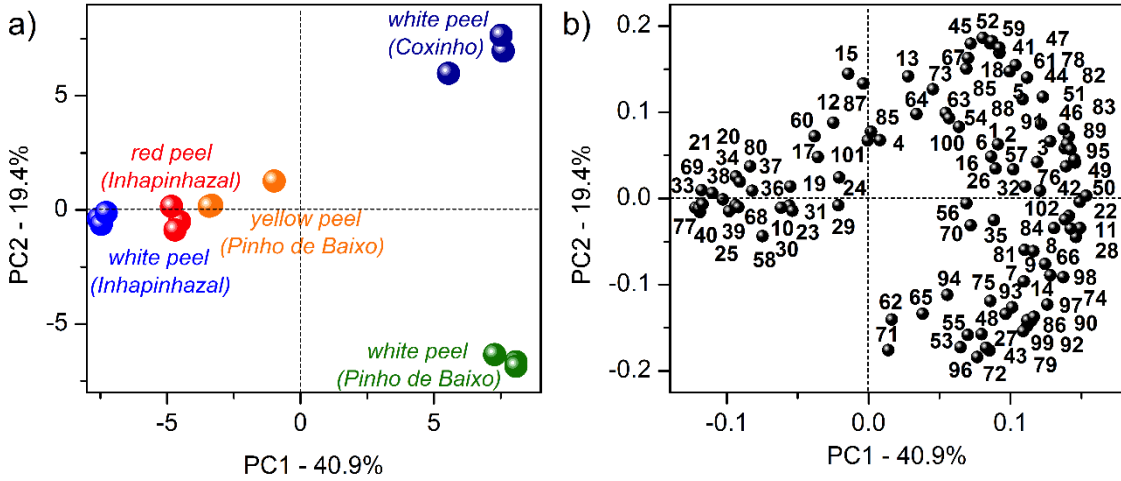 a)
white peel
(Coxinho)
5
red peel
(Inhapinhazal)
0
yellow peel
(Pinho de Baixo)
white peel
(Inhapinhazal)
-5
white peel
(Pinho de Baixo)
PC2 - 19.4%
-5 0 5
PC1 - 40.9%
b)
0.2
45 52 59
15 13 67 41 47
73 18 61 78
44 82
85 5 51
0.1
12 87 64 63 88 46 83
60 85 54 91 89
21 20 80 17 101 4 100 6 1 2 3 95
34 37 16 57 49
69 38 36 19 24 26 32 76 42 50
33
0.0
77 40 39 68 10 31 29 56 102 22
25 30 23 70 35 84 11
58 81 8 28
9 66
94 75 7 98
-0.1
62 65 93 14 97 74
71 55 48 86 90
53 27 99 92
43 79
96 72
-0.2
PC2 - 19.4%
-0.1 0.0 0.1
PC1 - 40.9%